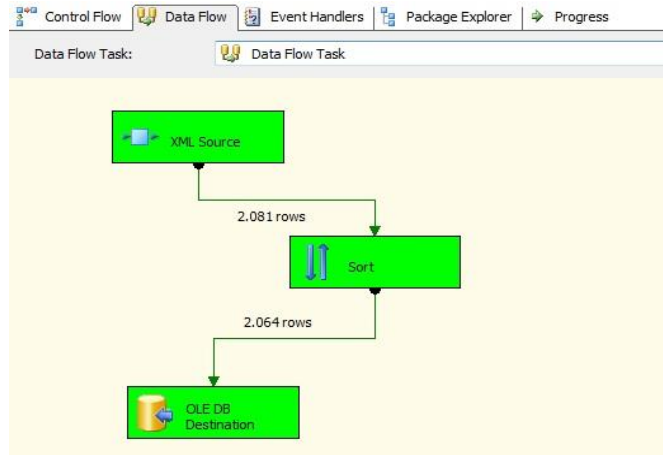 Control Flow Data Flow Event Handlers Package Explorer Progress
Data Flow Task: Data Flow Task
XML Source
2.081 rows
Sort
2.064 rows
OLE DB
Destination